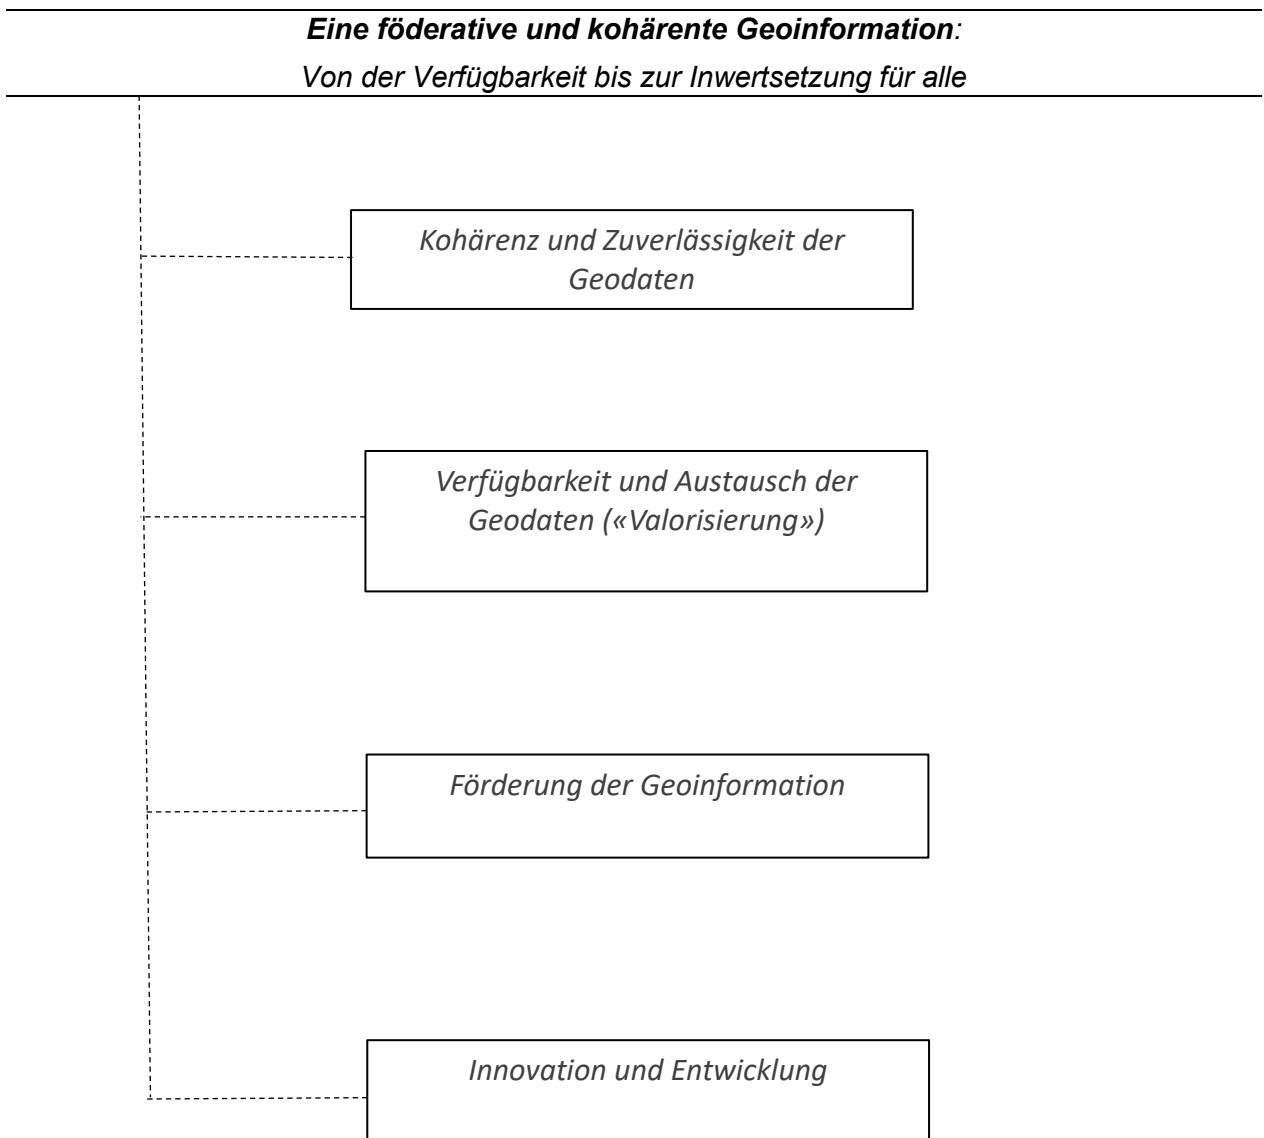 Eine föderative und kohärente Geoinformation:
Von der Verfügbarkeit bis zur Inwertsetzung für alle
Kohärenz und Zuverlässigkeit der
Geodaten
Verfügbarkeit und Austausch der
Geodaten («Valorisierung»)
Förderung der Geoinformation
Innovation und Entwicklung